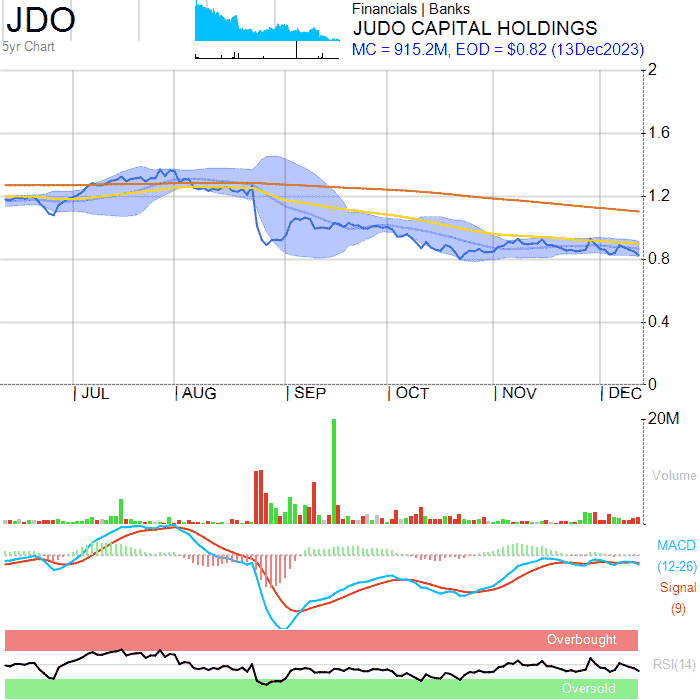 JDO
5yr Chart
Financials | Banks
JUDO CAPITAL HOLDINGS
MC = 915.2M, EOD = $0.82 (13Dec2023)
2
1.6
1.2
0.8
0.4
0
| JUL | AUG | SEP | OCT | NOV | DEC
20M
Volume
MACD
(12-26)
Signal
(9)
Overbought
RSI(14)
Oversold